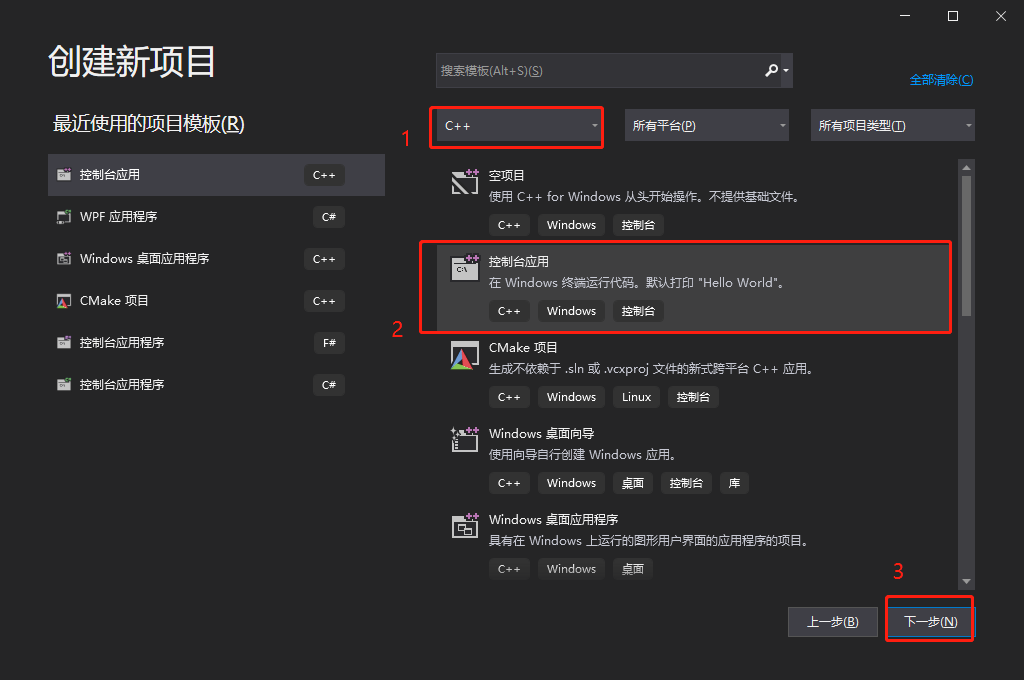 创建新项目
搜索模板(Alt+S)(S)
全部清除(C)
最近使用的项目模板(R)
1
C++
所有平台(P)
所有项目类型(T)
控制台应用
C++
WPF 应用程序
C#
Windows 桌面应用程序
C++
CMake 项目
C++
控制台应用程序
F#
控制台应用程序
C#
空项目
使用 C++ for Windows 从头开始操作。不提供基础文件。
C++ Windows 控制台
2
C:\
控制台应用
在 Windows 终端运行代码。默认打印 "Hello World"。
C++ Windows 控制台
CMake 项目
生成不依赖于 .sln 或 .vcxproj 文件的新式跨平台 C++ 应用。
C++ Windows Linux 控制台
Windows 桌面向导
使用向导自行创建 Windows 应用。
C++ Windows 桌面 控制台 库
Windows 桌面应用程序
具有在 Windows 上运行的图形用户界面的应用程序的项目。
C++ Windows 桌面
3
上一步(B)
下一步(N)